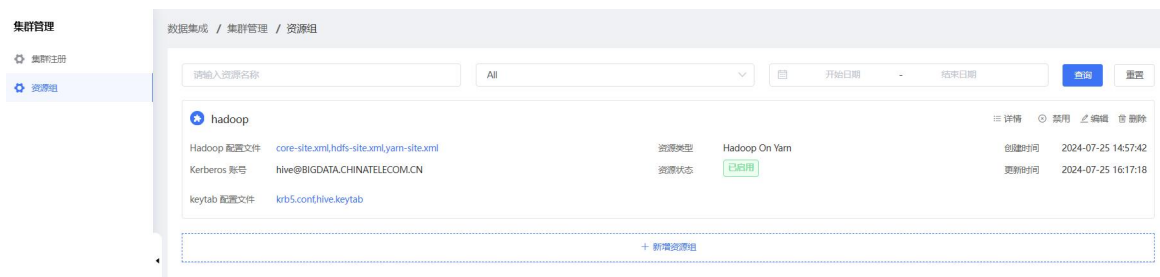 集群管理
数据集成 / 集群管理 / 资源组
集群注册
资源组
请输入资源名称 All 开始日期 - 结束日期 查询 重置
hadoop 详情 禁用 编辑 删除
Hadoop 配置文件 core-site.xml,hdfs-site.xml,yarn-site.xml 资源类型 Hadoop On Yarn 创建时间 2024-07-25 14:57:42
Kerberos 账号 hive@BIGDATA.CHINATELECOM.CN 资源状态 已启用 更新时间 2024-07-25 16:17:18
keytab 配置文件 krb5.conf,hive.keytab
+ 新增资源组